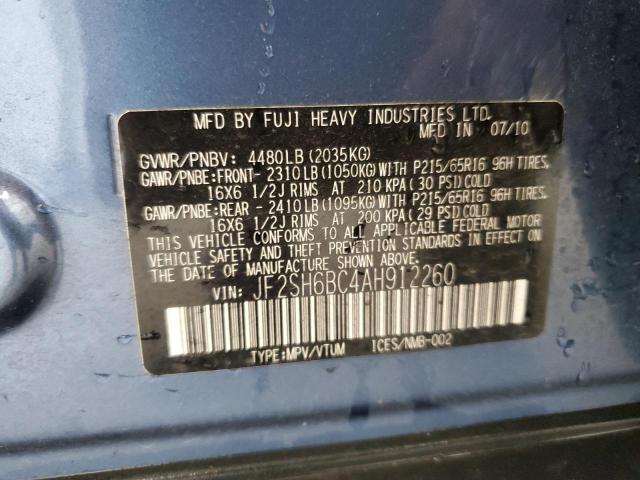 MFD BY FUJI HEAVY INDUSTRIES LTD.
MFD IN 07/10
GVWR/PNBV: 4480LB (2035KG)
GAWR/PNBE:FRONT- 2310LB (1050KG) WITH P215/65R16 96H TIRES,
16X6 1/2J RIMS AT 210 KPA (30 PSI) COLD
GAWR/PNBE:REAR - 2410LB (1095KG) WITH P215/65R16 96H TIRES,
16X6 1/2J RIMS AT 200 KPA (29 PSI) COLD
THIS VEHICLE CONFORMS TO ALL APPLICABLE FEDERAL MOTOR
VEHICLE SAFETY AND THEFT PREVENTION STANDARDS IN EFFECT
ON THE DATE OF MANUFACTURE SHOWN ABOVE.
VIN: JF2SH6BC4AH912260
TYPE:MPV/VTUM ICES/NMB-002